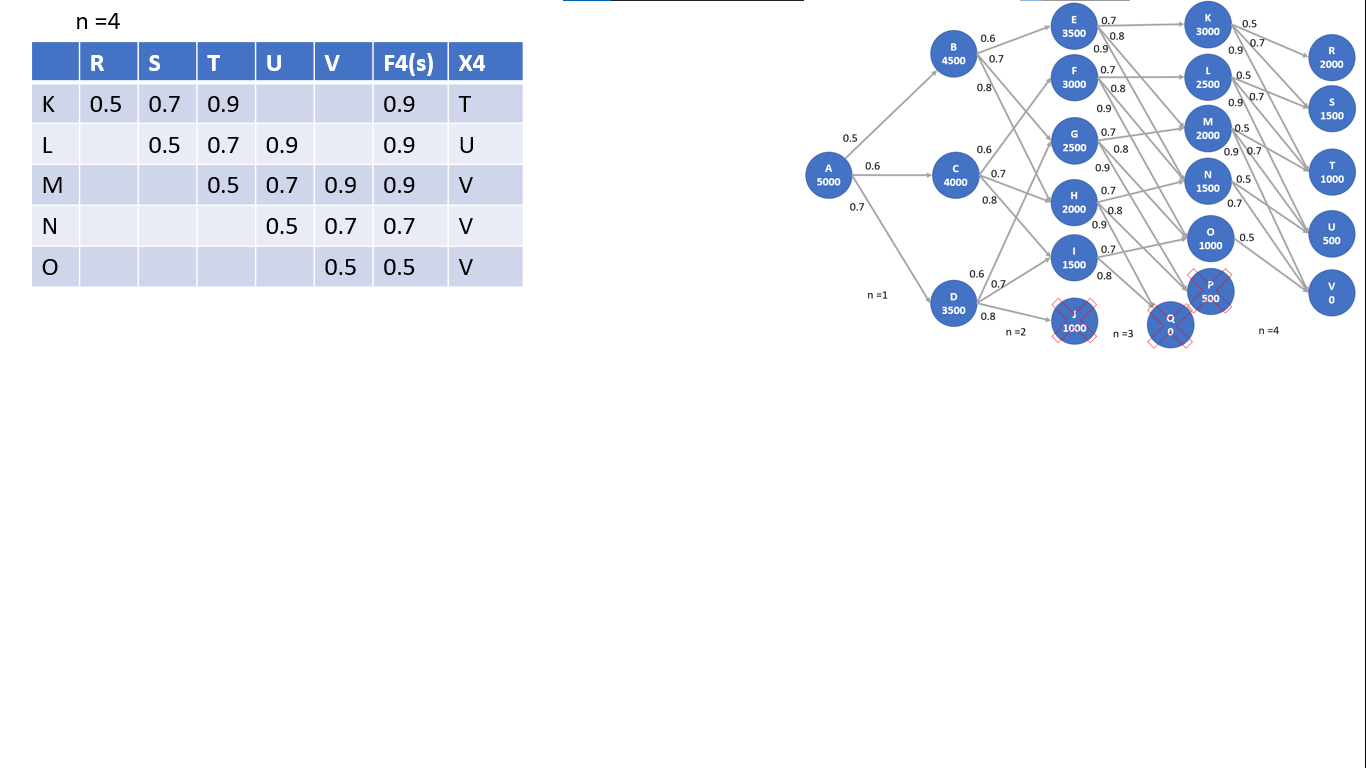 n =4
R S T U V F4(s) X4
K 0.5 0.7 0.9 0.9 T
L 0.5 0.7 0.9 0.9 U
M 0.5 0.7 0.9 0.9 V
N 0.5 0.7 0.7 V
O 0.5 0.5 V
A
5000
0.5
0.6
0.7
n =1
B
4500
0.6
0.7
0.8
C
4000
0.6
0.7
0.8
D
3500
0.6
0.7
0.8
n =2
E
3500
0.7
0.8
0.9
F
3000
0.7
0.8
0.9
G
2500
0.7
0.8
0.9
H
2000
0.7
0.8
0.9
I
1500
0.7
0.8
J
1000
n =3
K
3000
0.5
0.7
0.9
L
2500
0.5
0.7
0.9
M
2000
0.5
0.7
0.9
N
1500
0.5
0.7
O
1000
0.5
P
500
Q
0
n =4
R
2000
S
1500
T
1000
U
500
V
0